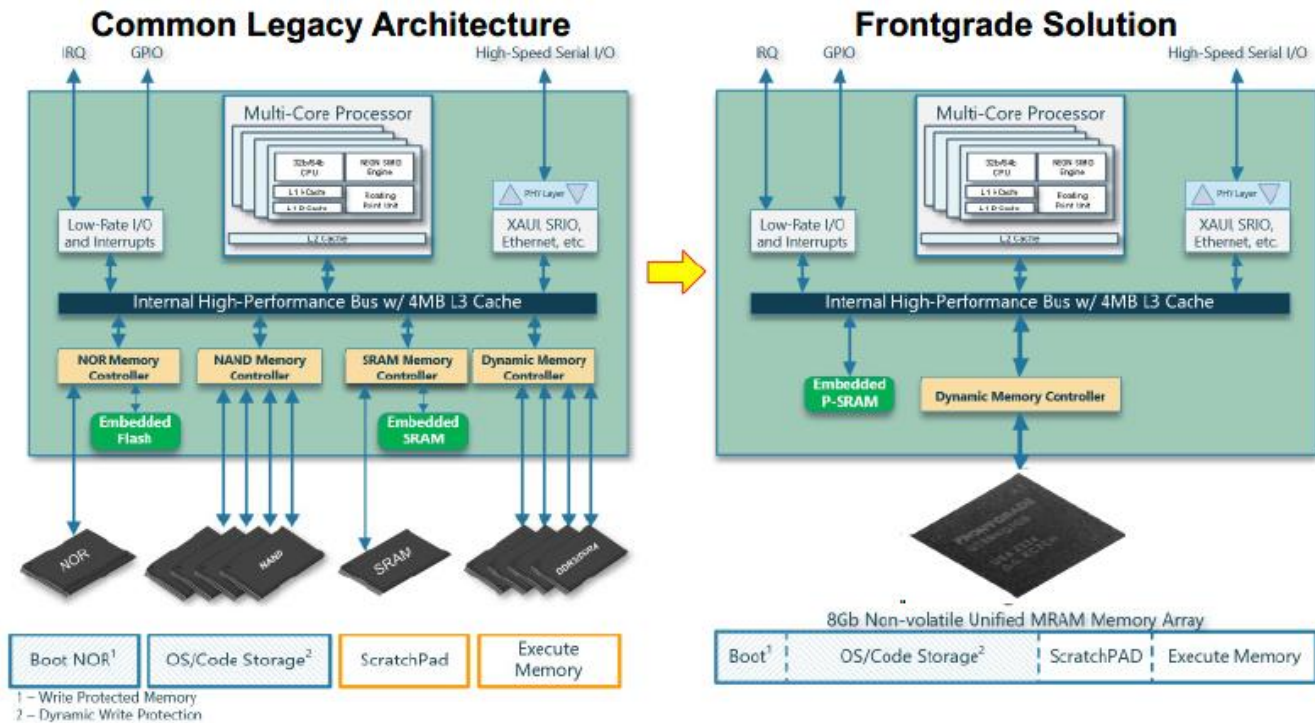 Common Legacy Architecture
IRQ
GPIO
High-Speed Serial I/O
Multi-Core Processor
32b/64b
CPU
NEON SIMD
Engine
L1 I-Cache
L1 D-Cache
Floating
Point Unit
L2 Cache
Low-Rate I/O
and Interrupts
PHY Layer
XAUI, SRIO,
Ethernet, etc.
Internal High-Performance Bus w/ 4MB L3 Cache
NOR Memory
Controller
NAND Memory
Controller
SRAM Memory
Controller
Dynamic Memory
Controller
Embedded
Flash
Embedded
SRAM
NOR
NAND
SRAM
DDR3/DDR4
Boot NOR¹
OS/Code Storage²
ScratchPad
Execute
Memory
1 – Write Protected Memory
2 – Dynamic Write Protection
Frontgrade Solution
IRQ
GPIO
High-Speed Serial I/O
Multi-Core Processor
32b/64b
CPU
NEON SIMD
Engine
L1 I-Cache
L1 D-Cache
Floating
Point Unit
L2 Cache
Low-Rate I/O
and Interrupts
PHY Layer
XAUI, SRIO,
Ethernet, etc.
Internal High-Performance Bus w/ 4MB L3 Cache
Embedded
P-SRAM
Dynamic Memory Controller
FRONTGRADE
8Gb Non-volatile Unified MRAM Memory Array
Boot¹
OS/Code Storage²
ScratchPAD
Execute Memory